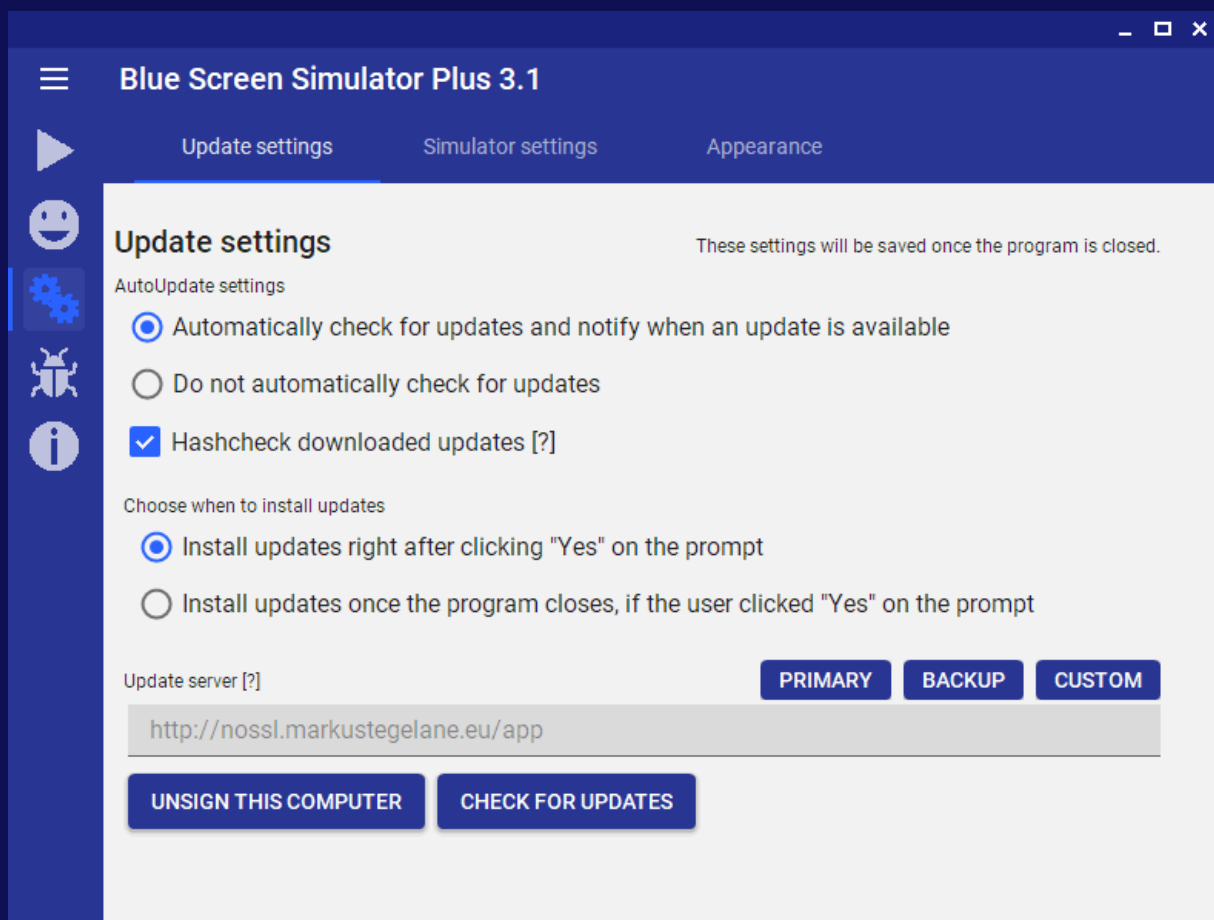 Blue Screen Simulator Plus 3.1
Update settings Simulator settings Appearance
Update settings
These settings will be saved once the program is closed.
AutoUpdate settings
Automatically check for updates and notify when an update is available
Do not automatically check for updates
Hashcheck downloaded updates [?]
Choose when to install updates
Install updates right after clicking "Yes" on the prompt
Install updates once the program closes, if the user clicked "Yes" on the prompt
Update server [?]
PRIMARY BACKUP CUSTOM
http://nossl.markustegelane.eu/app
UNSIGN THIS COMPUTER CHECK FOR UPDATES